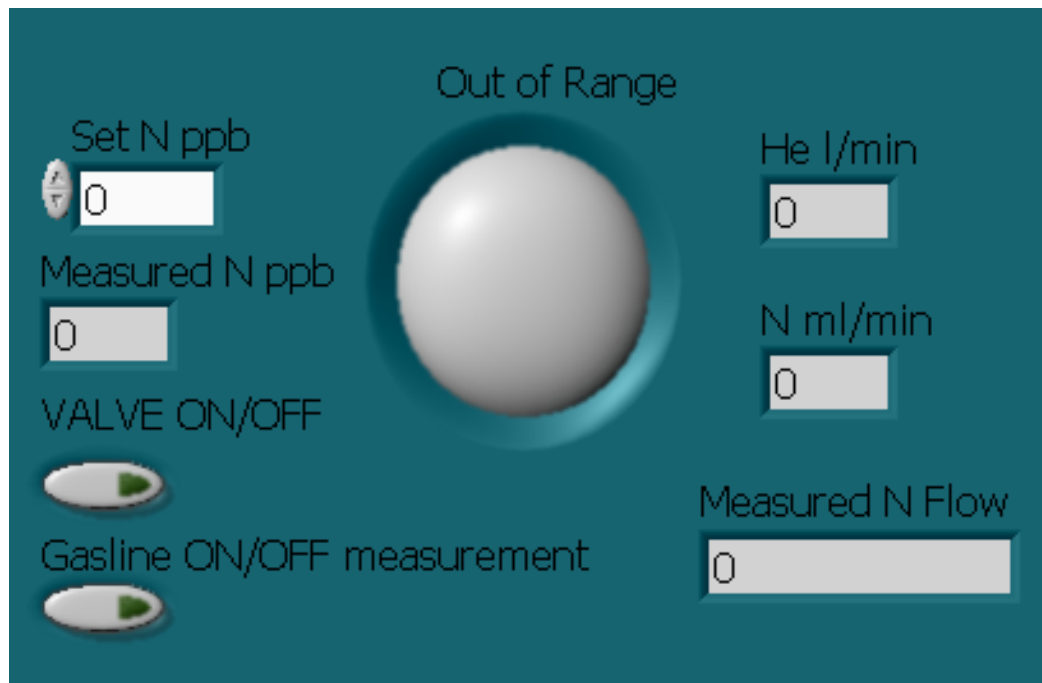 Out of Range
Set N ppb
0
Measured N ppb
0
VALVE ON/OFF
Gasline ON/OFF measurement
He l/min
0
N ml/min
0
Measured N Flow
0